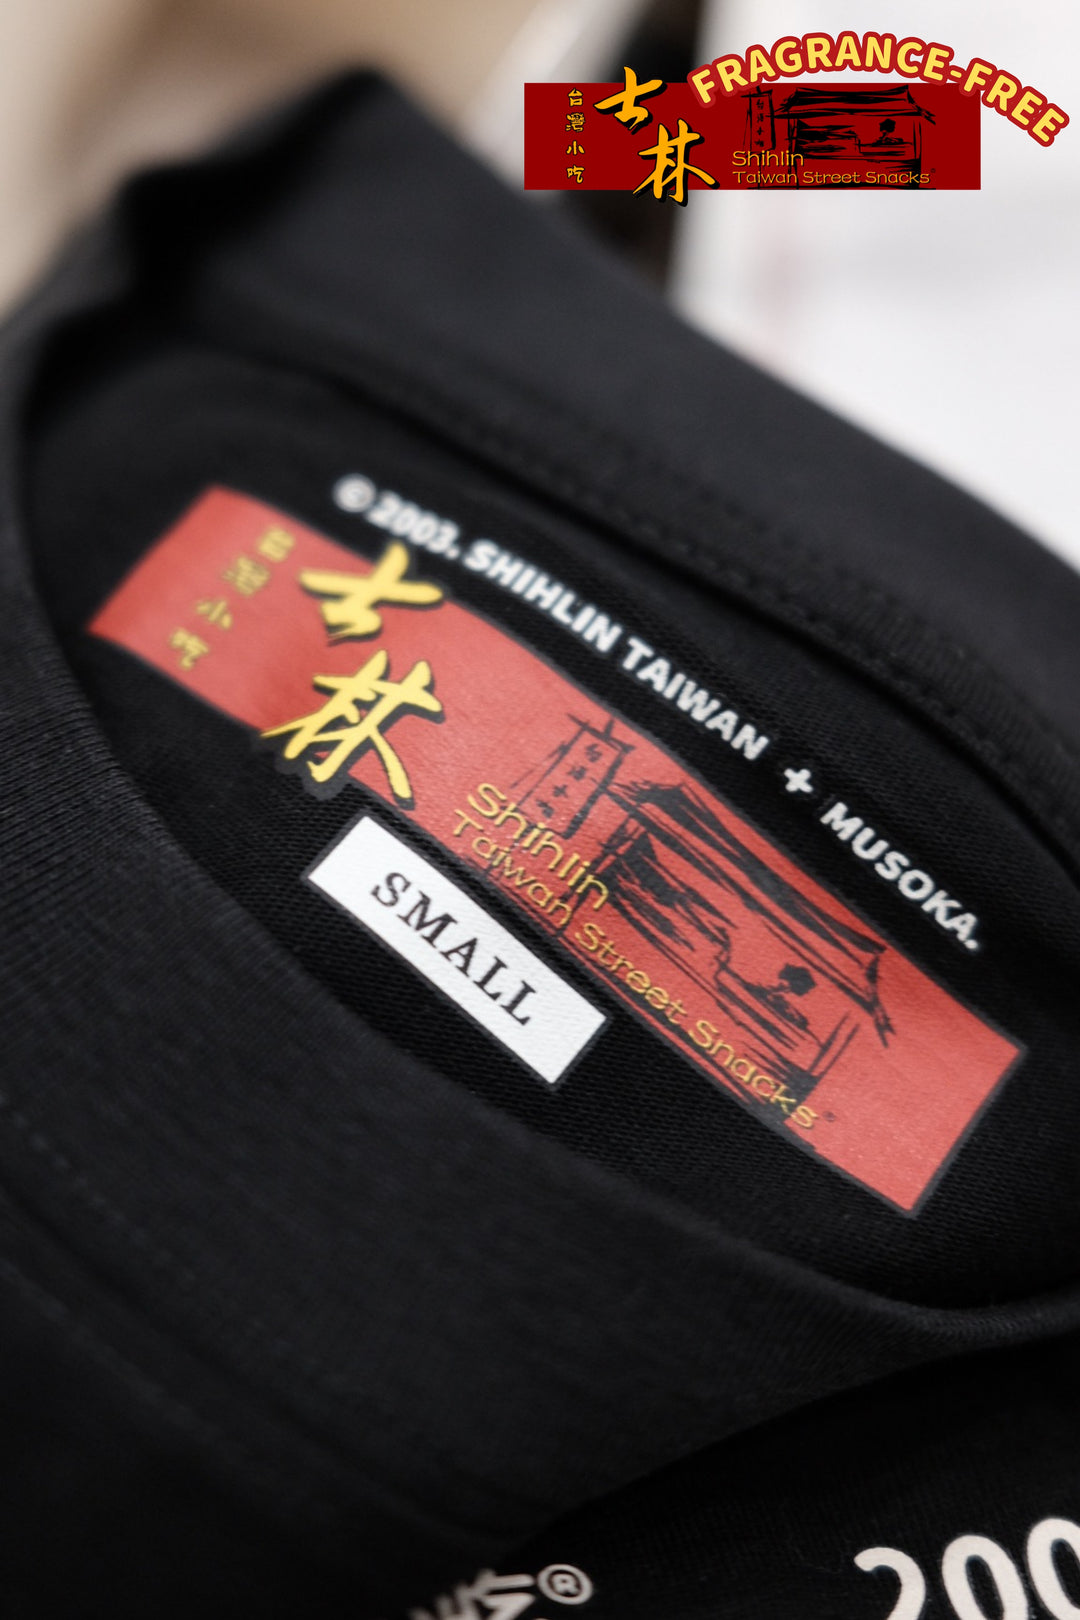 FRAGRANCE-FREE
台灣小吃
士林
Shihlin
Taiwan Street Snacks
© 2003. SHIHLIN TAIWAN + MUSOKA.
台灣小吃
士林
Shihlin
Taiwan Street Snacks
SMALL
®
200